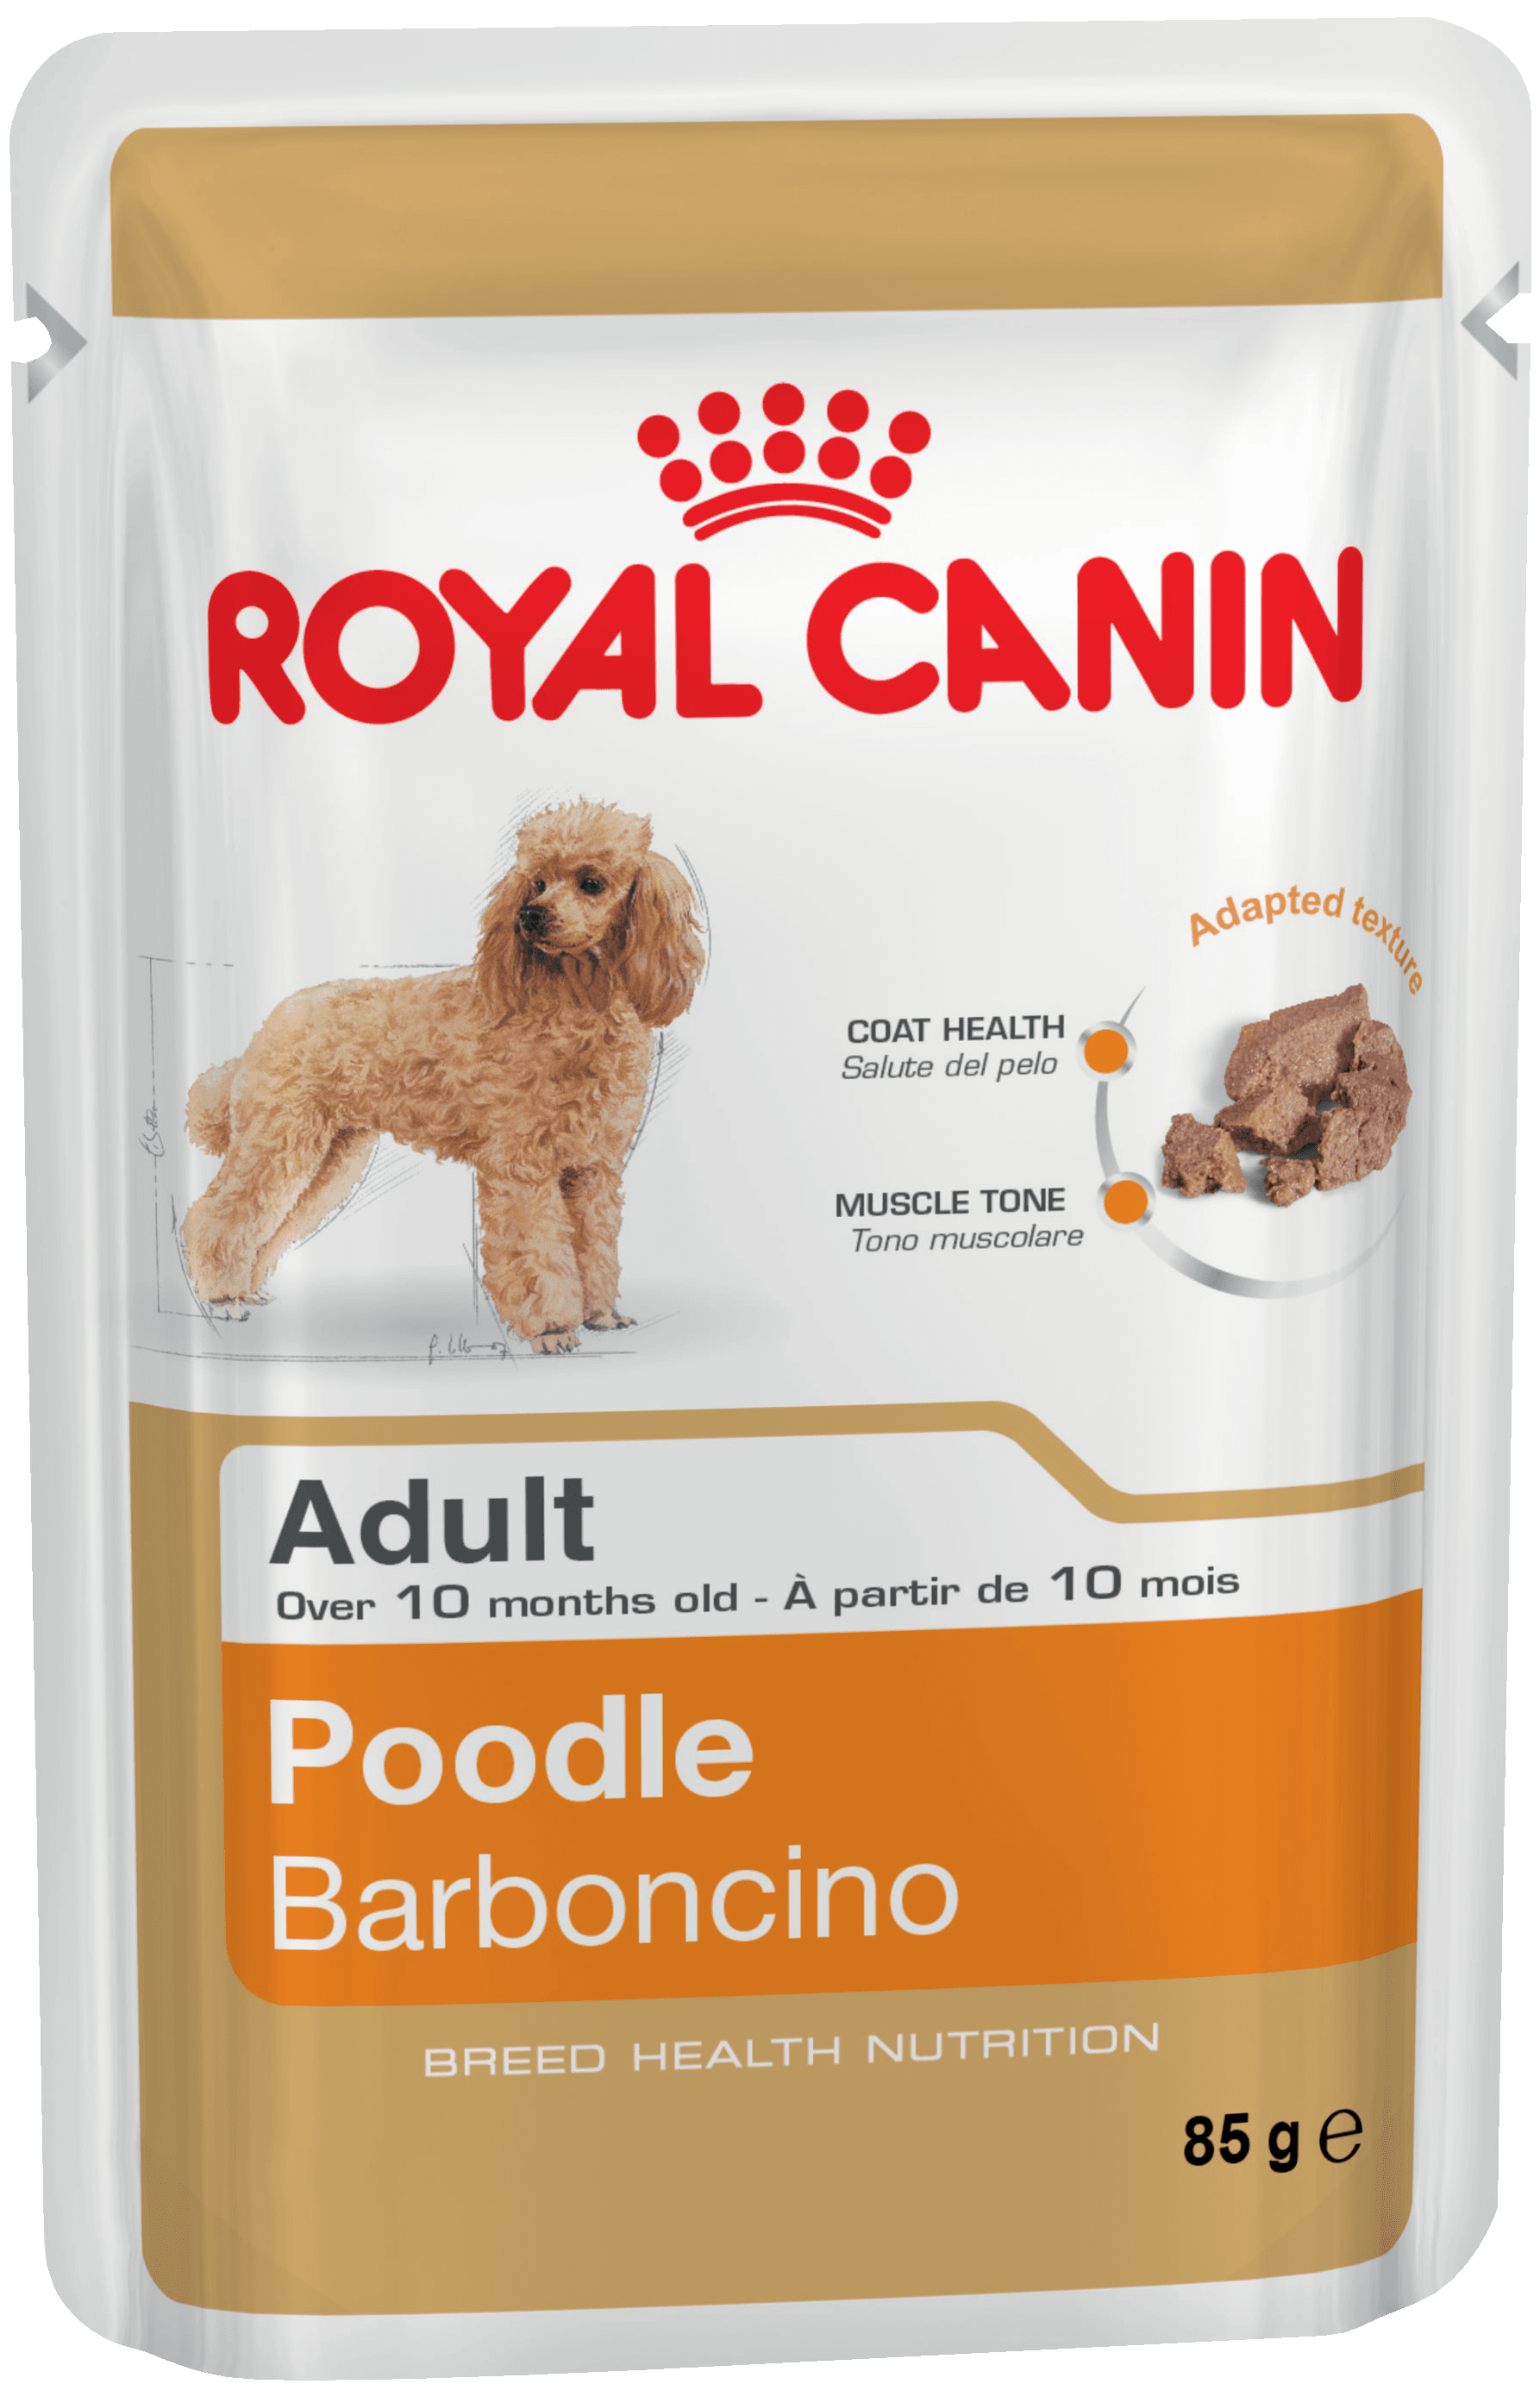 ROYAL CANIN
Adapted texture
COAT HEALTH
Salute del pelo
MUSCLE TONE
Tono muscolare
Adult
Over 10 months old - À partir de 10 mois
Poodle
Barboncino
BREED HEALTH NUTRITION
85 g ℮